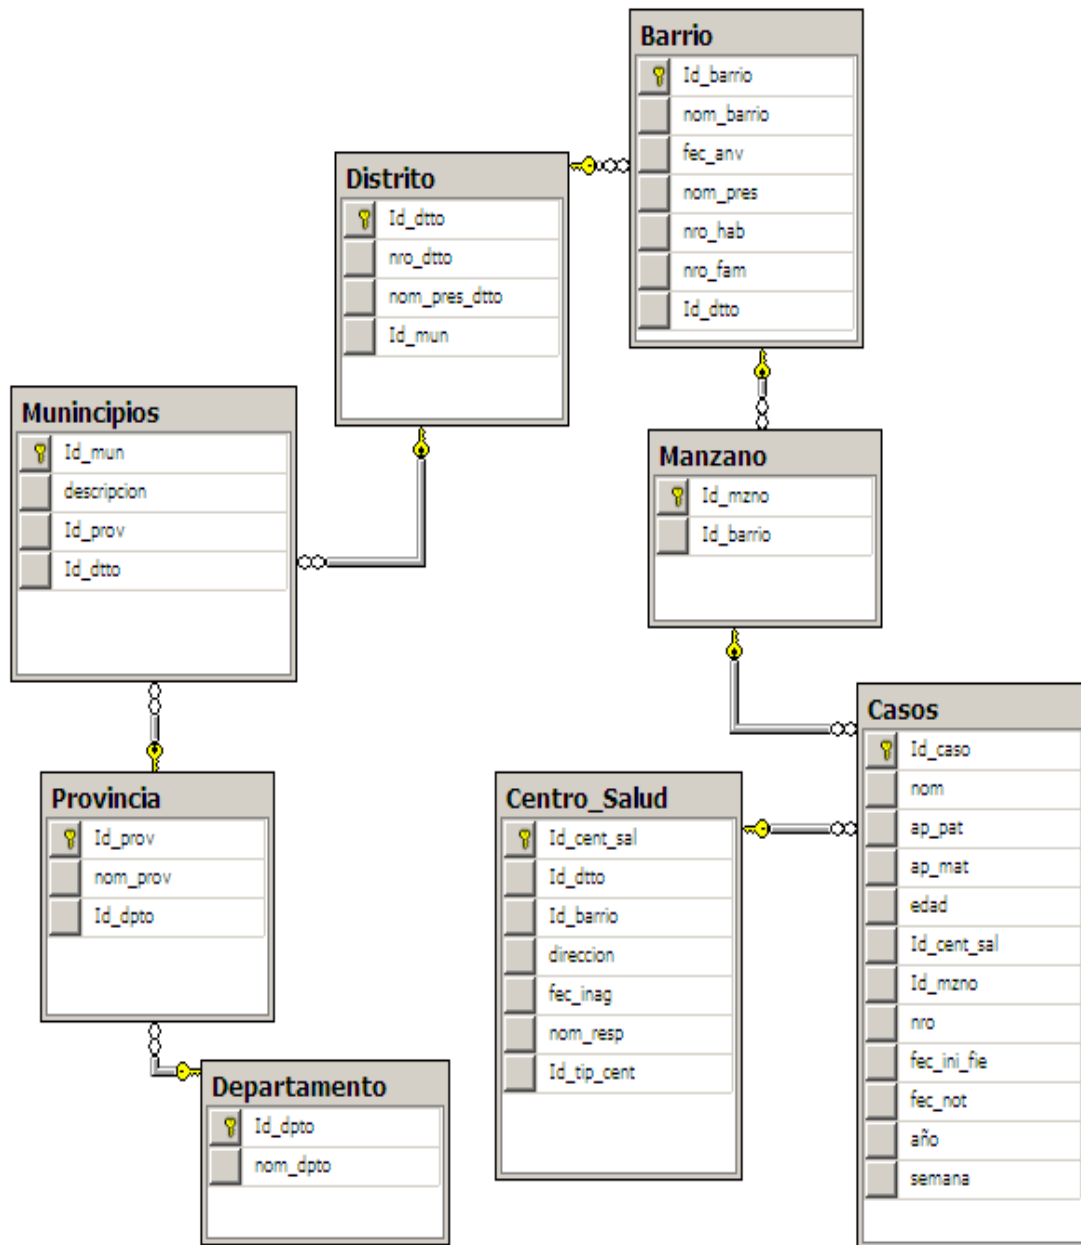 Barrio
Id_barrio
nom_barrio
fec_anv
nom_pres
nro_hab
nro_fam
Id_dtto
Distrito
Id_dtto
nro_dtto
nom_pres_dtto
Id_mun
Munincipios
Id_mun
descripcion
Id_prov
Id_dtto
Manzano
Id_mzno
Id_barrio
Provincia
Id_prov
nom_prov
Id_dpto
Centro_Salud
Id_cent_sal
Id_dtto
Id_barrio
direccion
fec_inag
nom_resp
Id_tip_cent
Casos
Id_caso
nom
ap_pat
ap_mat
edad
Id_cent_sal
Id_mzno
nro
fec_ini_fie
fec_not
año
semana
Departamento
Id_dpto
nom_dpto